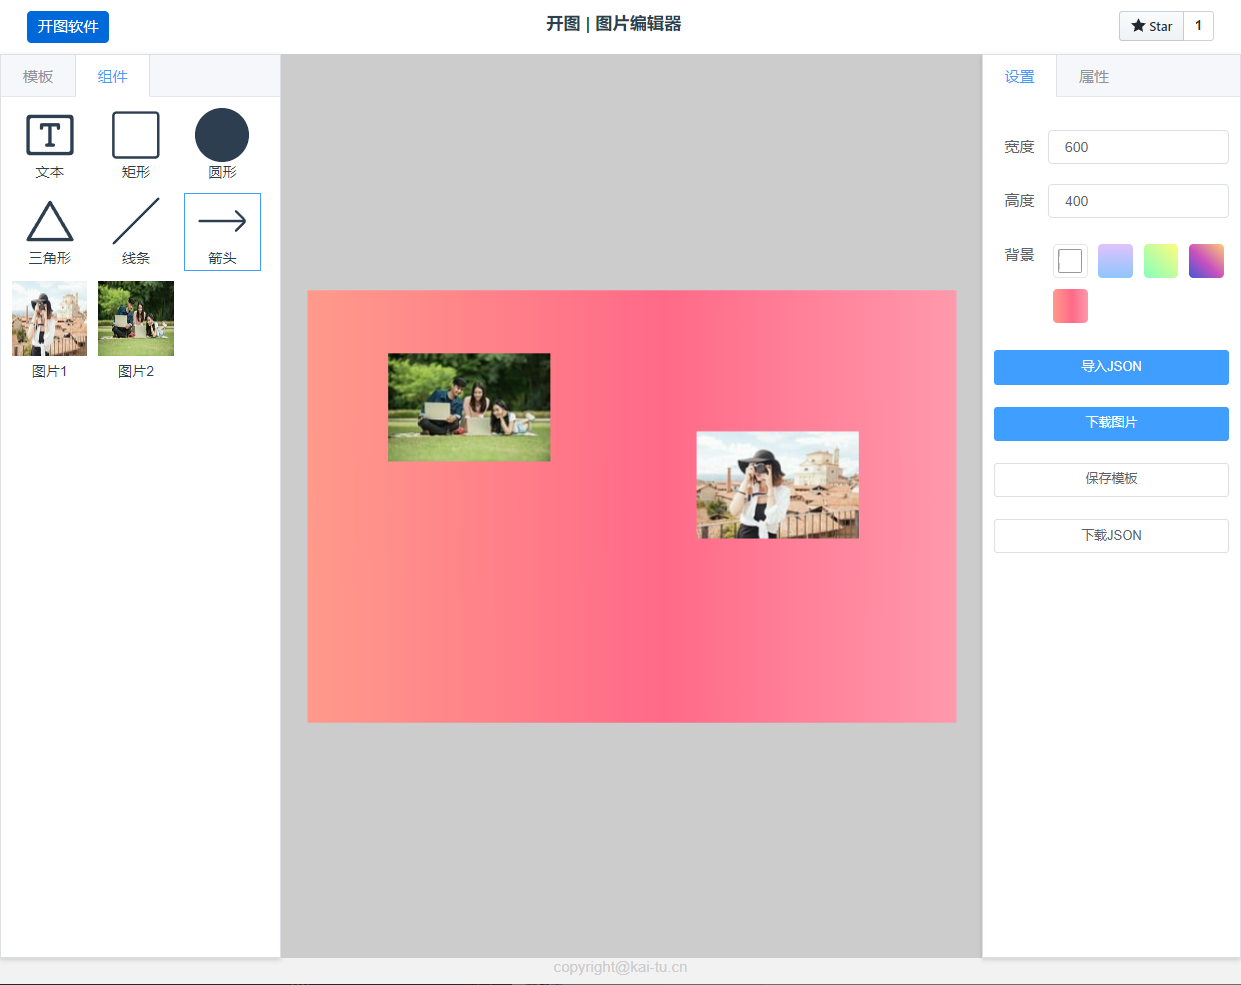 开图软件
开图 | 图片编辑器
Star 1
模板 组件
设置 属性
文本 矩形 圆形
三角形 线条 箭头
图片1 图片2
宽度 600
高度 400
背景
导入JSON
下载图片
保存模板
下载JSON
copyright@kai-tu.cn